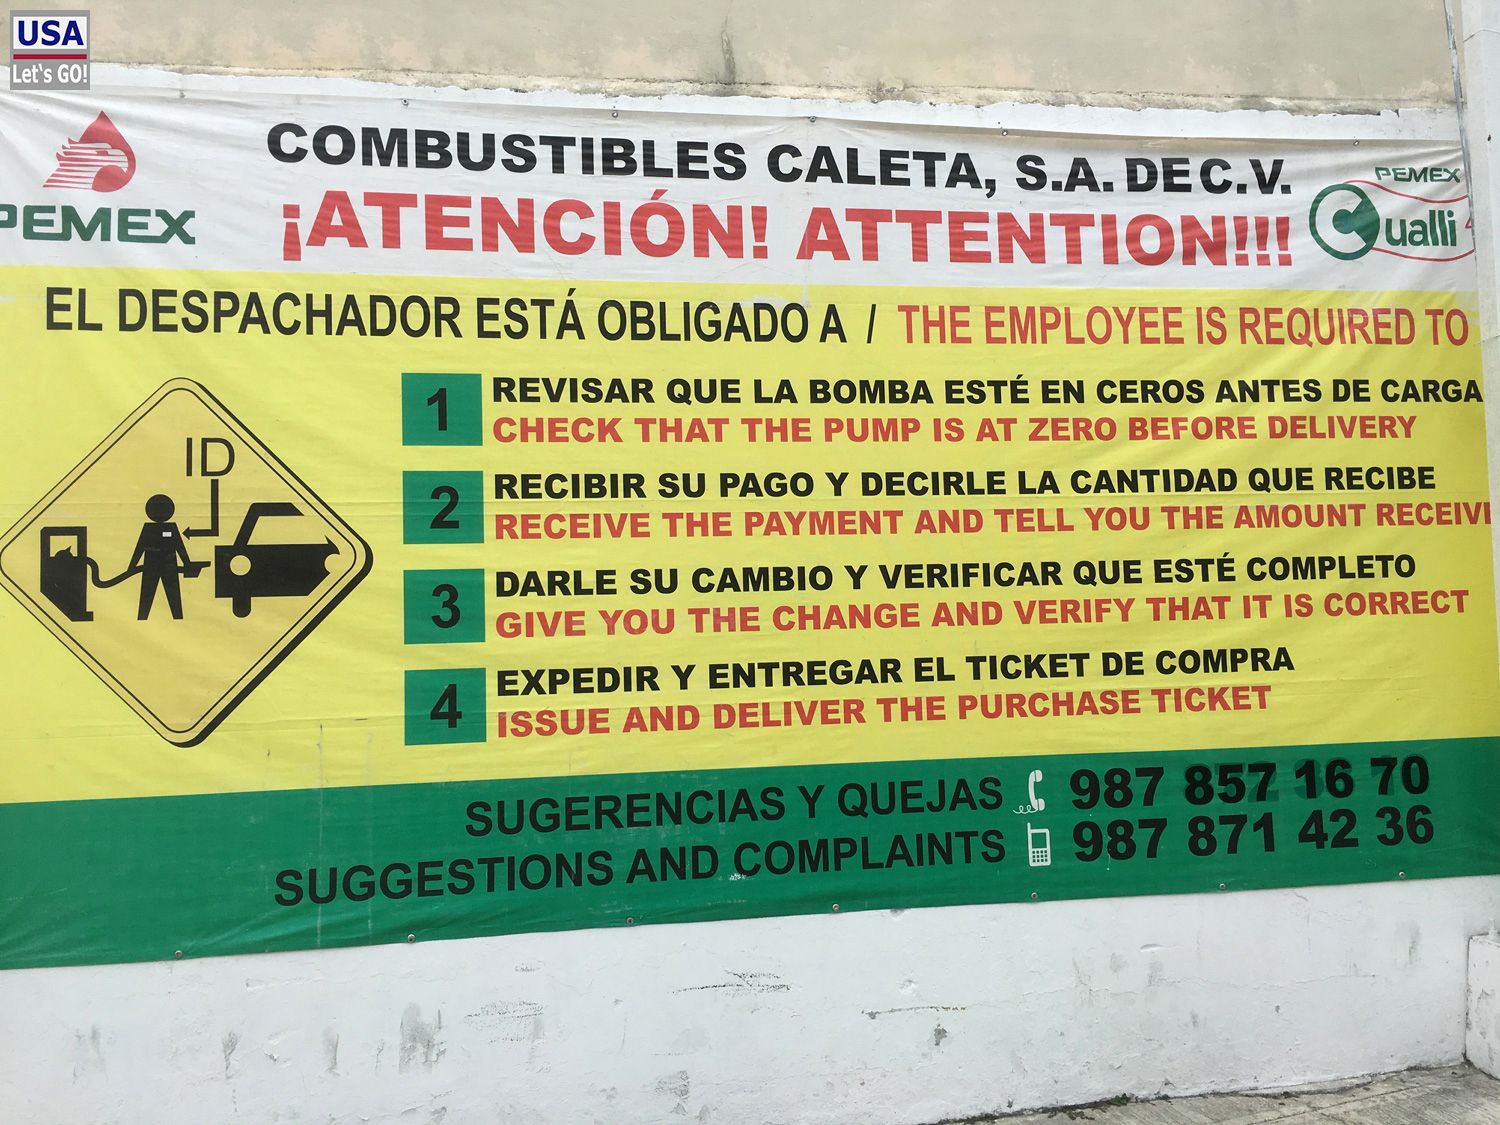 USA
Let's GO!
PEMEX
COMBUSTIBLES CALETA, S.A. DE C.V.
¡ATENCIÓN! ATTENTION!!!
PEMEX
Cualli
EL DESPACHADOR ESTÁ OBLIGADO A / THE EMPLOYEE IS REQUIRED TO
ID
1 REVISAR QUE LA BOMBA ESTÉ EN CEROS ANTES DE CARGA
CHECK THAT THE PUMP IS AT ZERO BEFORE DELIVERY
2 RECIBIR SU PAGO Y DECIRLE LA CANTIDAD QUE RECIBE
RECEIVE THE PAYMENT AND TELL YOU THE AMOUNT RECEIV
3 DARLE SU CAMBIO Y VERIFICAR QUE ESTÉ COMPLETO
GIVE YOU THE CHANGE AND VERIFY THAT IT IS CORRECT
4 EXPEDIR Y ENTREGAR EL TICKET DE COMPRA
ISSUE AND DELIVER THE PURCHASE TICKET
SUGERENCIAS Y QUEJAS 987 857 16 70
SUGGESTIONS AND COMPLAINTS 987 871 42 36